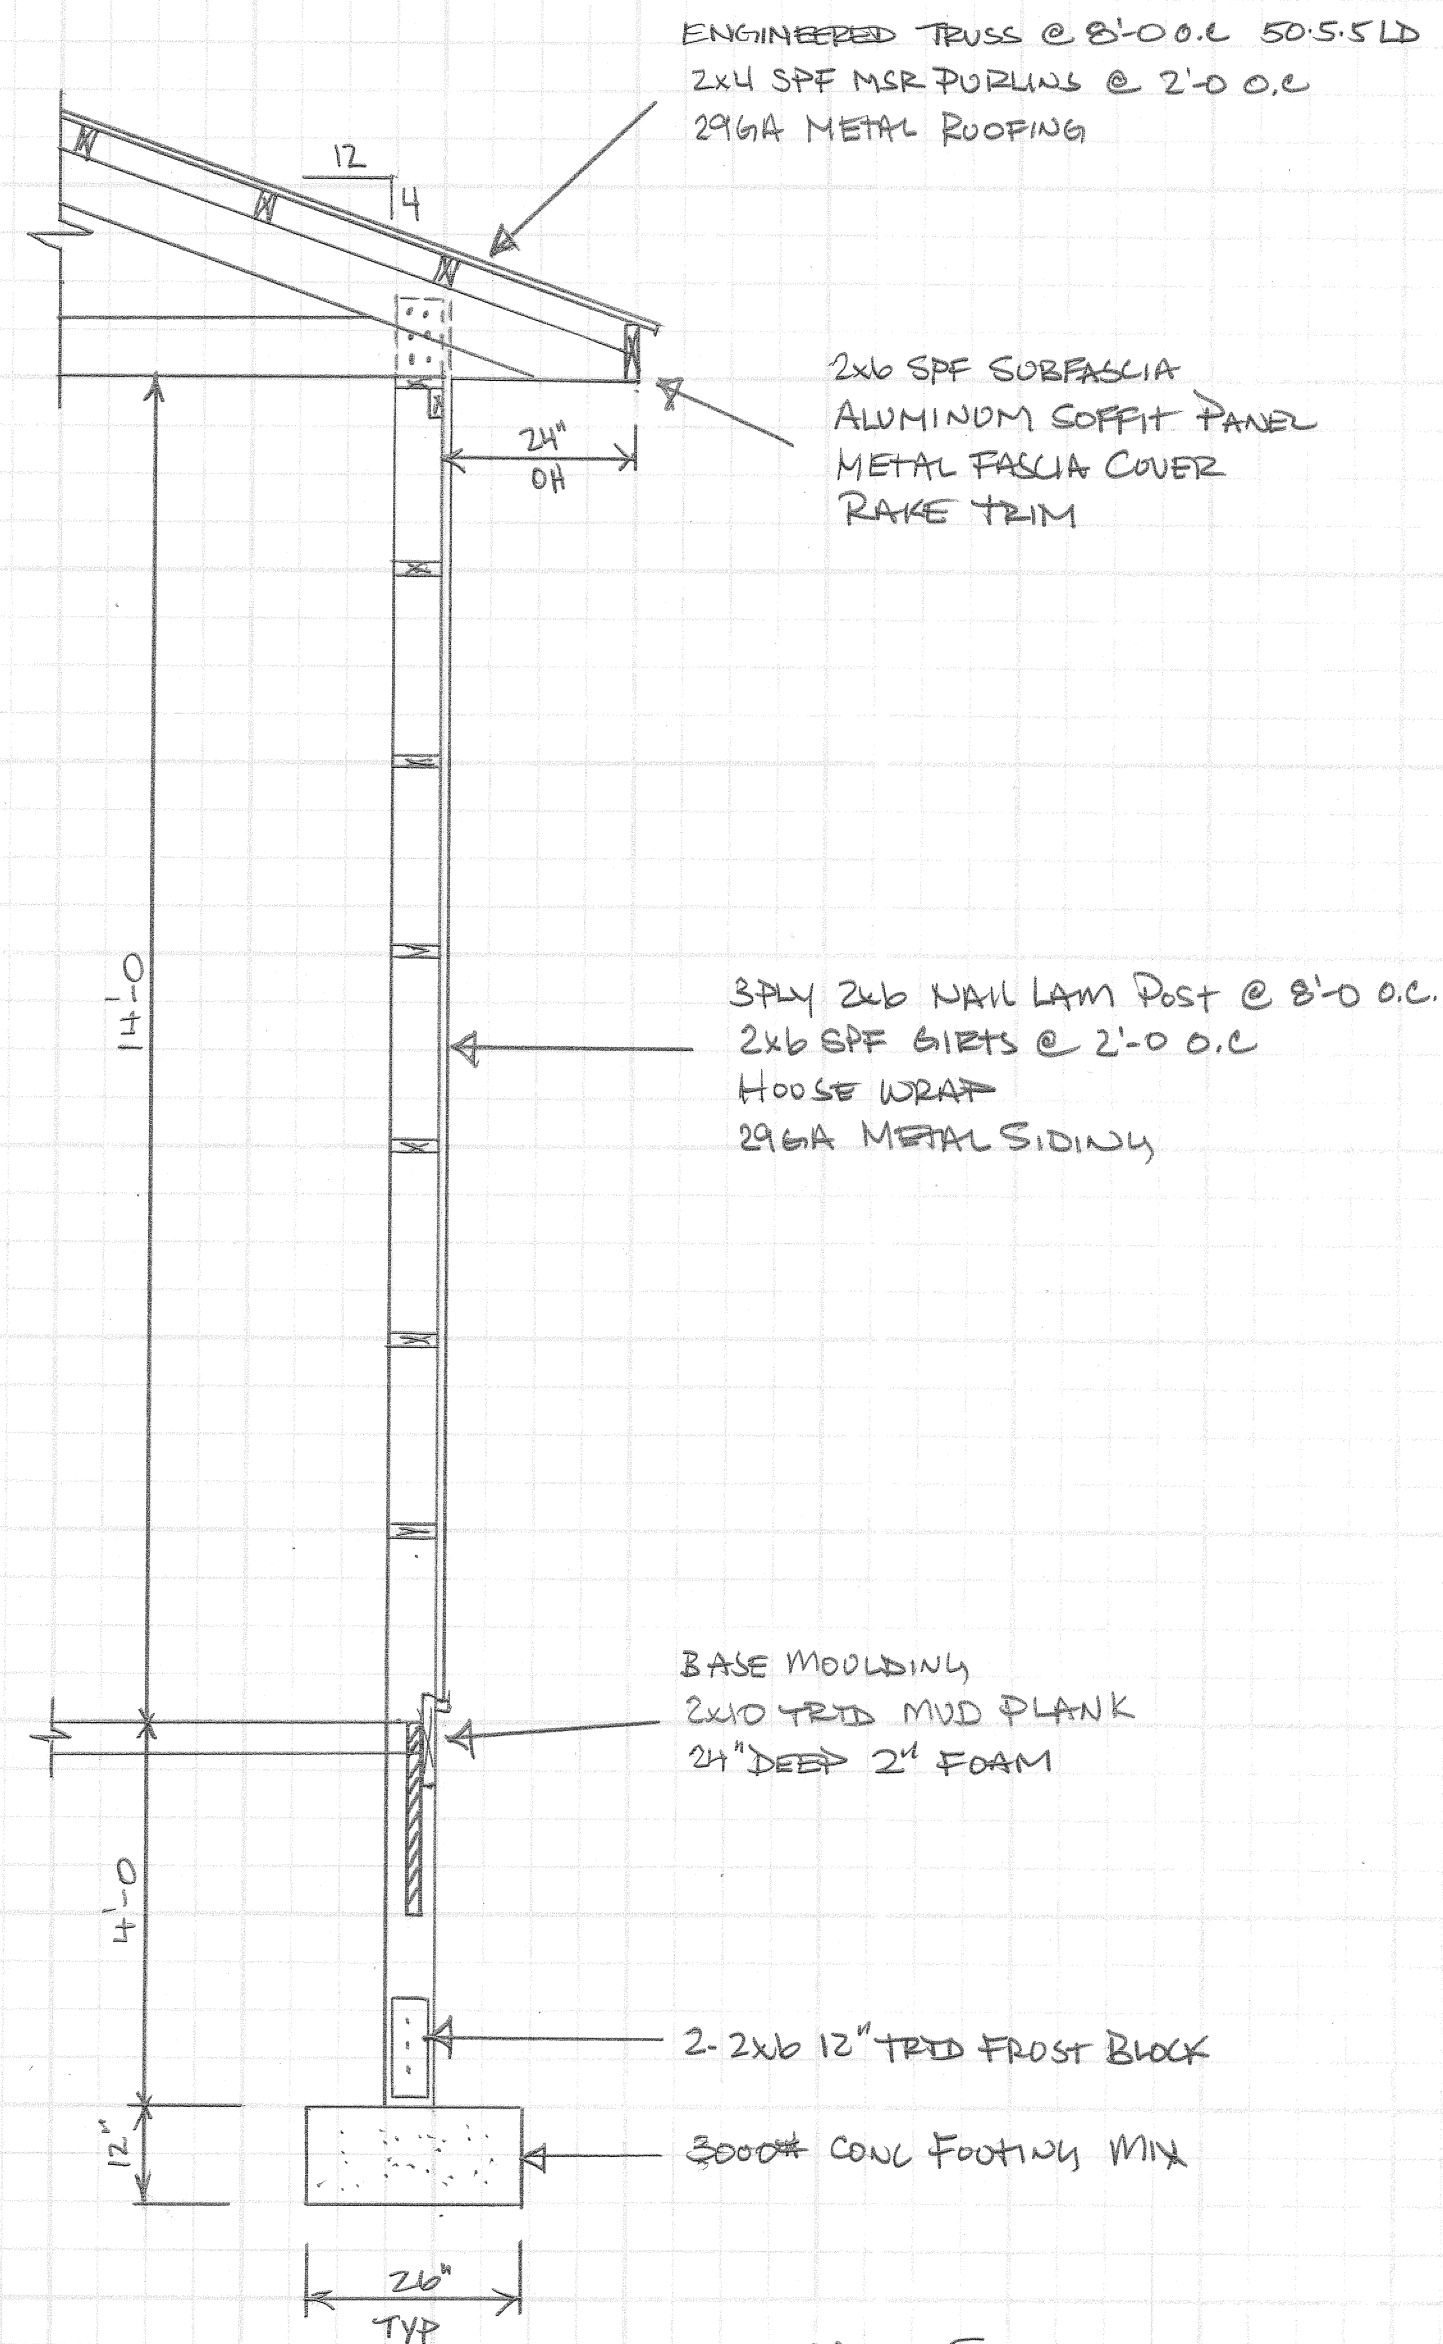 ENGINEERED TRUSS @ 8'-0 O.C 50.5.5 LD
2x4 SPF MSR PURLINS @ 2'-0 O.C
29GA METAL ROOFING
12
4
2x6 SPF SUBFASCIA
ALUMINUM SOFFIT PANEL
METAL FASCIA COVER
RAKE TRIM
24"
OH
14'-0
3PLY 2x6 NAIL LAM POST @ 8'-0 O.C.
2x6 SPF GIRTS @ 2'-0 O.C
HOUSE WRAP
29GA METAL SIDING
BASE MOULDING
2x10 TRTD MUD PLANK
24" DEEP 2" FOAM
4'-0
2- 2x6 12" TRTD FROST BLOCK
12"
3000# CONC FOOTING MIX
26"
TYP